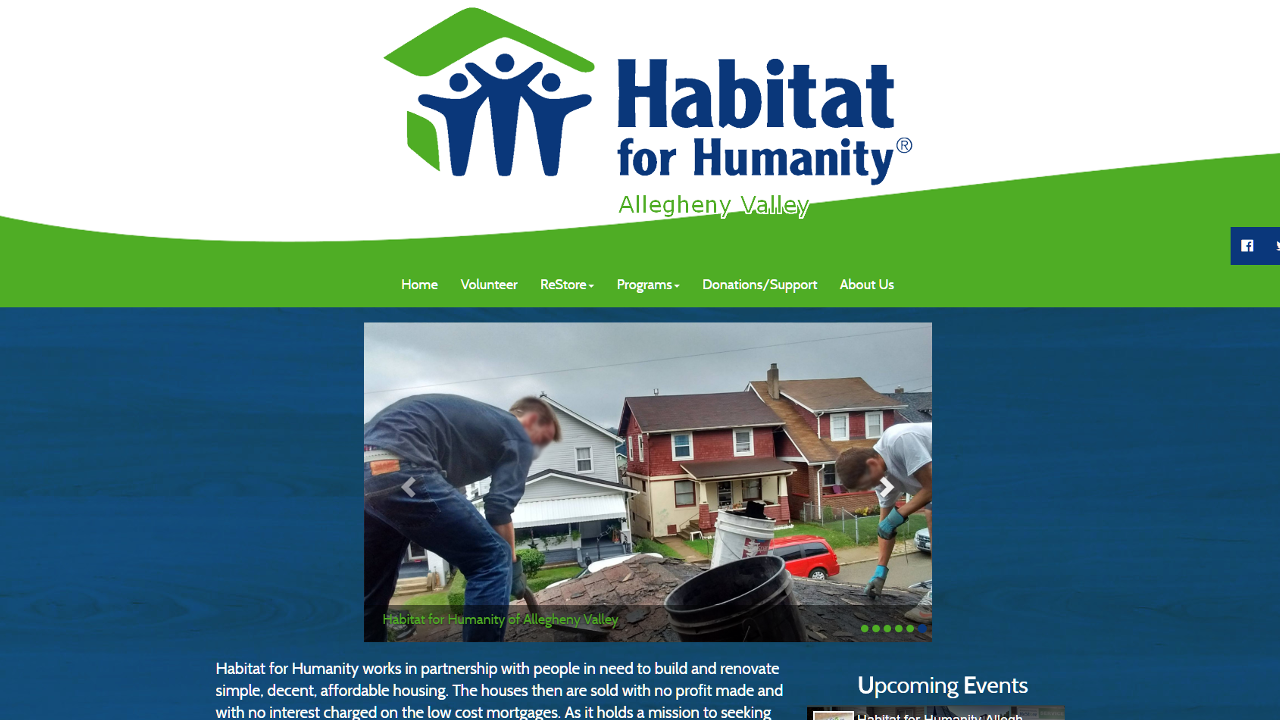 Habitat
for Humanity®
Allegheny Valley
Home Volunteer ReStore Programs Donations/Support About Us
Habitat for Humanity of Allegheny Valley
Habitat for Humanity works in partnership with people in need to build and renovate
simple, decent, affordable housing. The houses then are sold with no profit made and
with no interest charged on the low cost mortgages. As it holds a mission to seeking
Upcoming Events
Habitat for Humanity Allegh